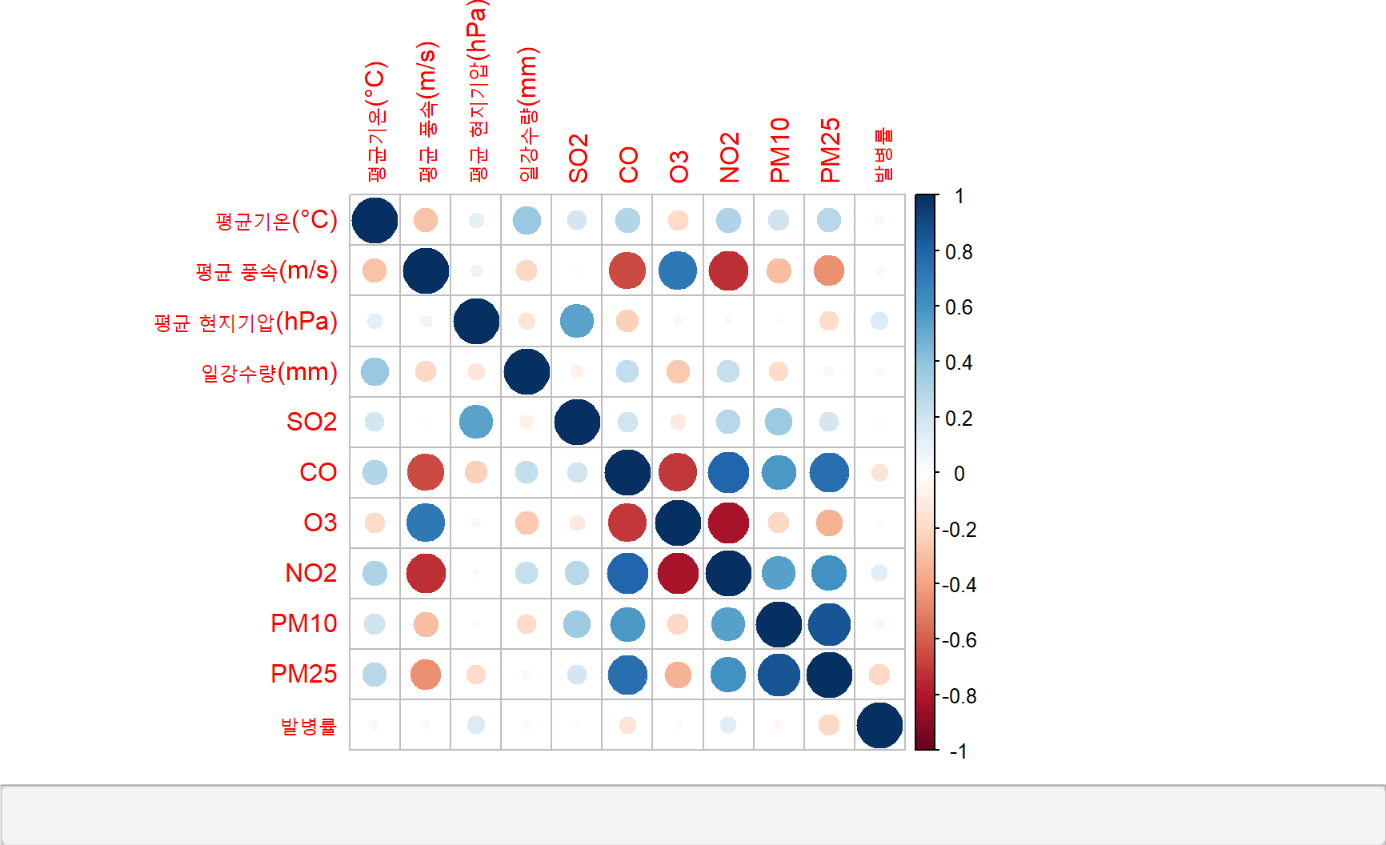 평균기온(°C)
평균 풍속(m/s)
평균 현지기압(hPa)
일강수량(mm)
SO2
CO
O3
NO2
PM10
PM25
발병률
평균기온(°C)
평균 풍속(m/s)
평균 현지기압(hPa)
일강수량(mm)
SO2
CO
O3
NO2
PM10
PM25
발병률
1
0.8
0.6
0.4
0.2
0
-0.2
-0.4
-0.6
-0.8
-1